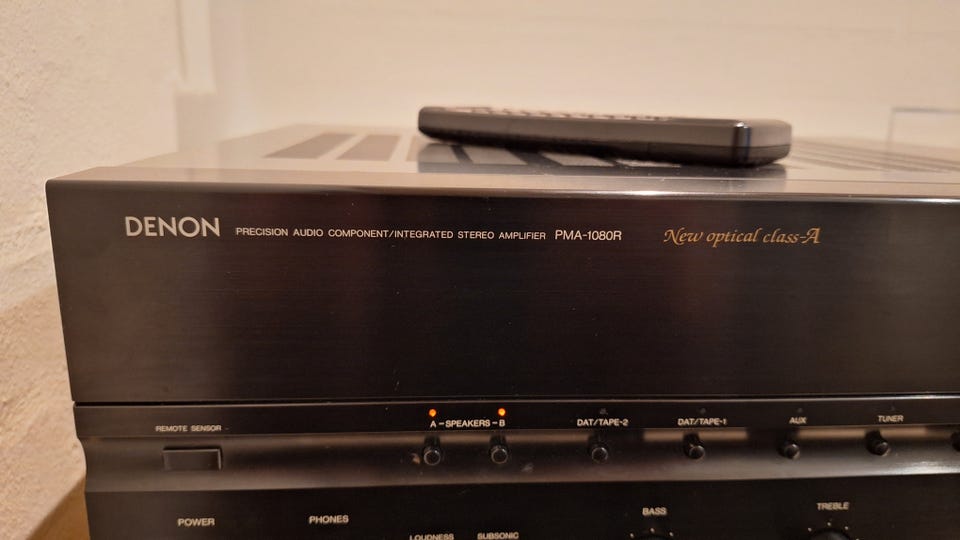 DENON PRECISION AUDIO COMPONENT/INTEGRATED STEREO AMPLIFIER PMA-1080R New optical class-A
REMOTE SENSOR A-SPEAKERS-B DAT/TAPE-2 DAT/TAPE-1 AUX TUNER
POWER PHONES BASS TREBLE
LOUDNESS SUBSONIC